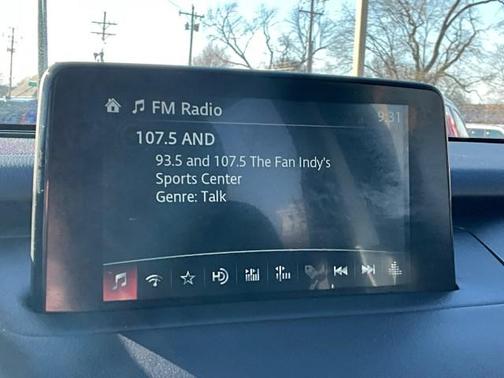 FM Radio
9:31
107.5 AND
93.5 and 107.5 The Fan Indy's
Sports Center
Genre: Talk
HD